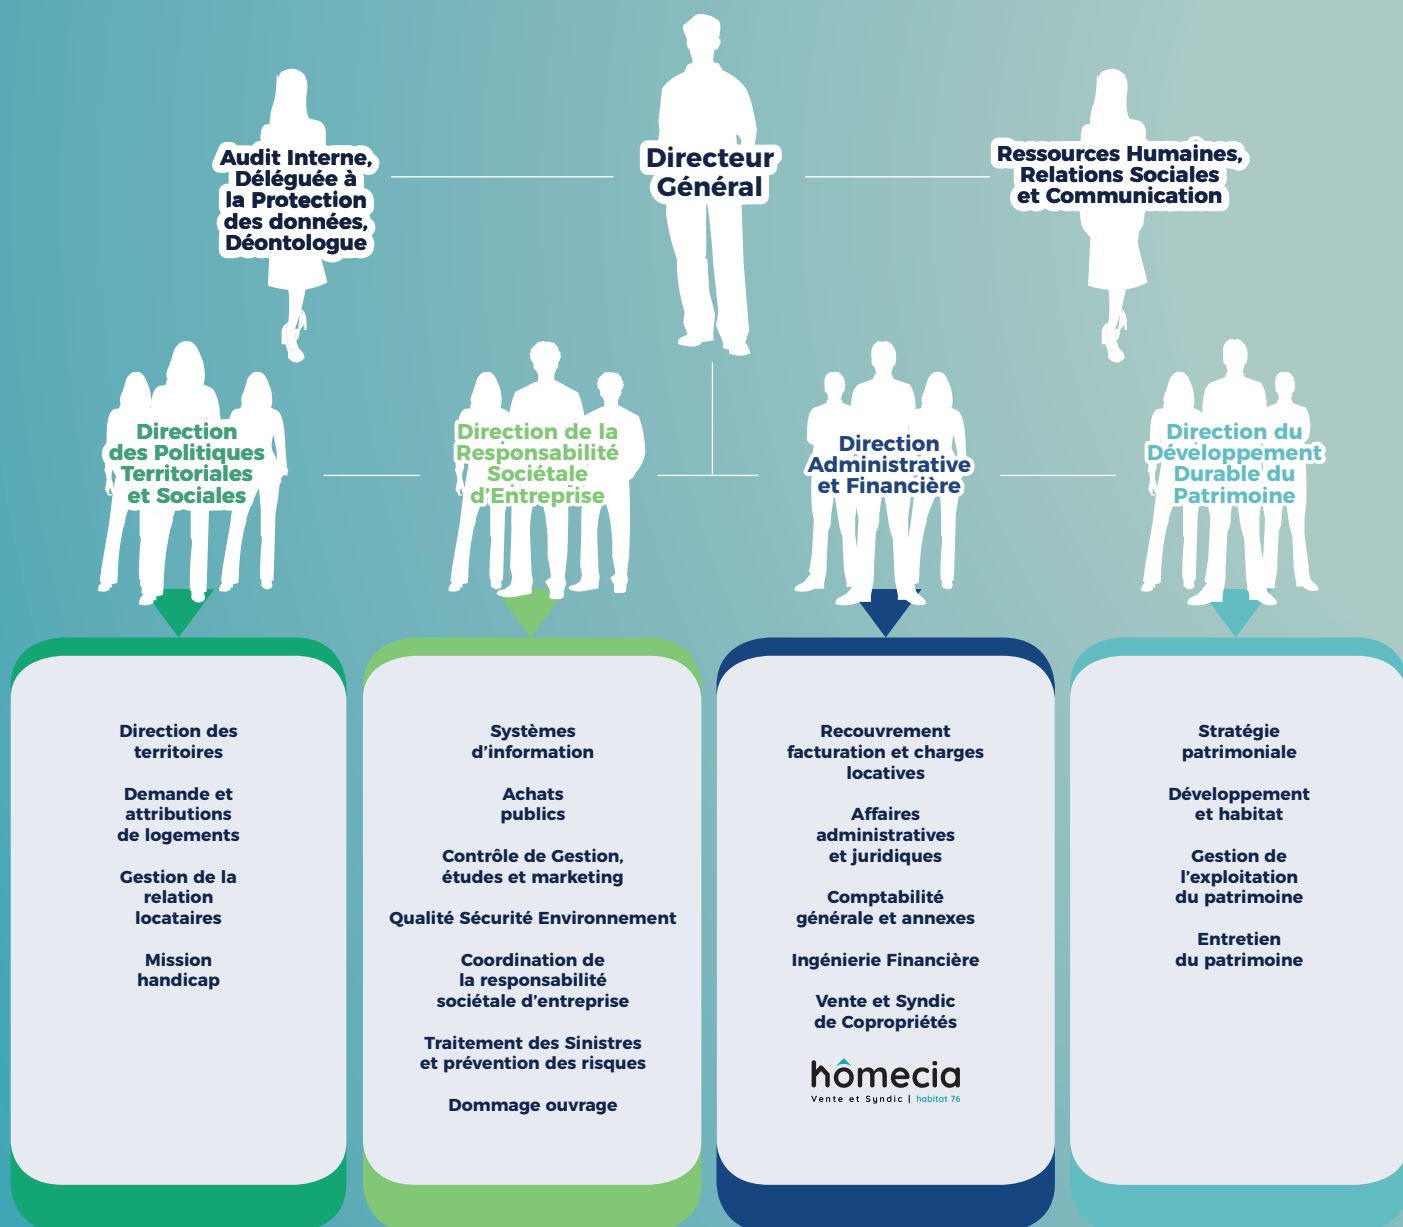 Audit Interne,
Déléguée à
la Protection
des données,
Déontologue
Directeur
Général
Ressources Humaines,
Relations Sociales
et Communication
Direction
des Politiques
Territoriales
et Sociales
Direction de la
Responsabilité
Sociétale
d'Entreprise
Direction
Administrative
et Financière
Direction du
Développement
Durable du
Patrimoine
Direction des
territoires
Demande et
attributions
de logements
Gestion de la
relation
locataires
Mission
handicap
Systèmes
d'information
Achats
publics
Contrôle de Gestion,
études et marketing
Qualité Sécurité Environnement
Coordination de
la responsabilité
sociétale d'entreprise
Traitement des Sinistres
et prévention des risques
Dommage ouvrage
Recouvrement
facturation et charges
locatives
Affaires
administratives
et juridiques
Comptabilité
générale et annexes
Ingénierie Financière
Vente et Syndic
de Copropriétés
hômecia
Vente et Syndic | habitat 76
Stratégie
patrimoniale
Développement
et habitat
Gestion de
l'exploitation
du patrimoine
Entretien
du patrimoine